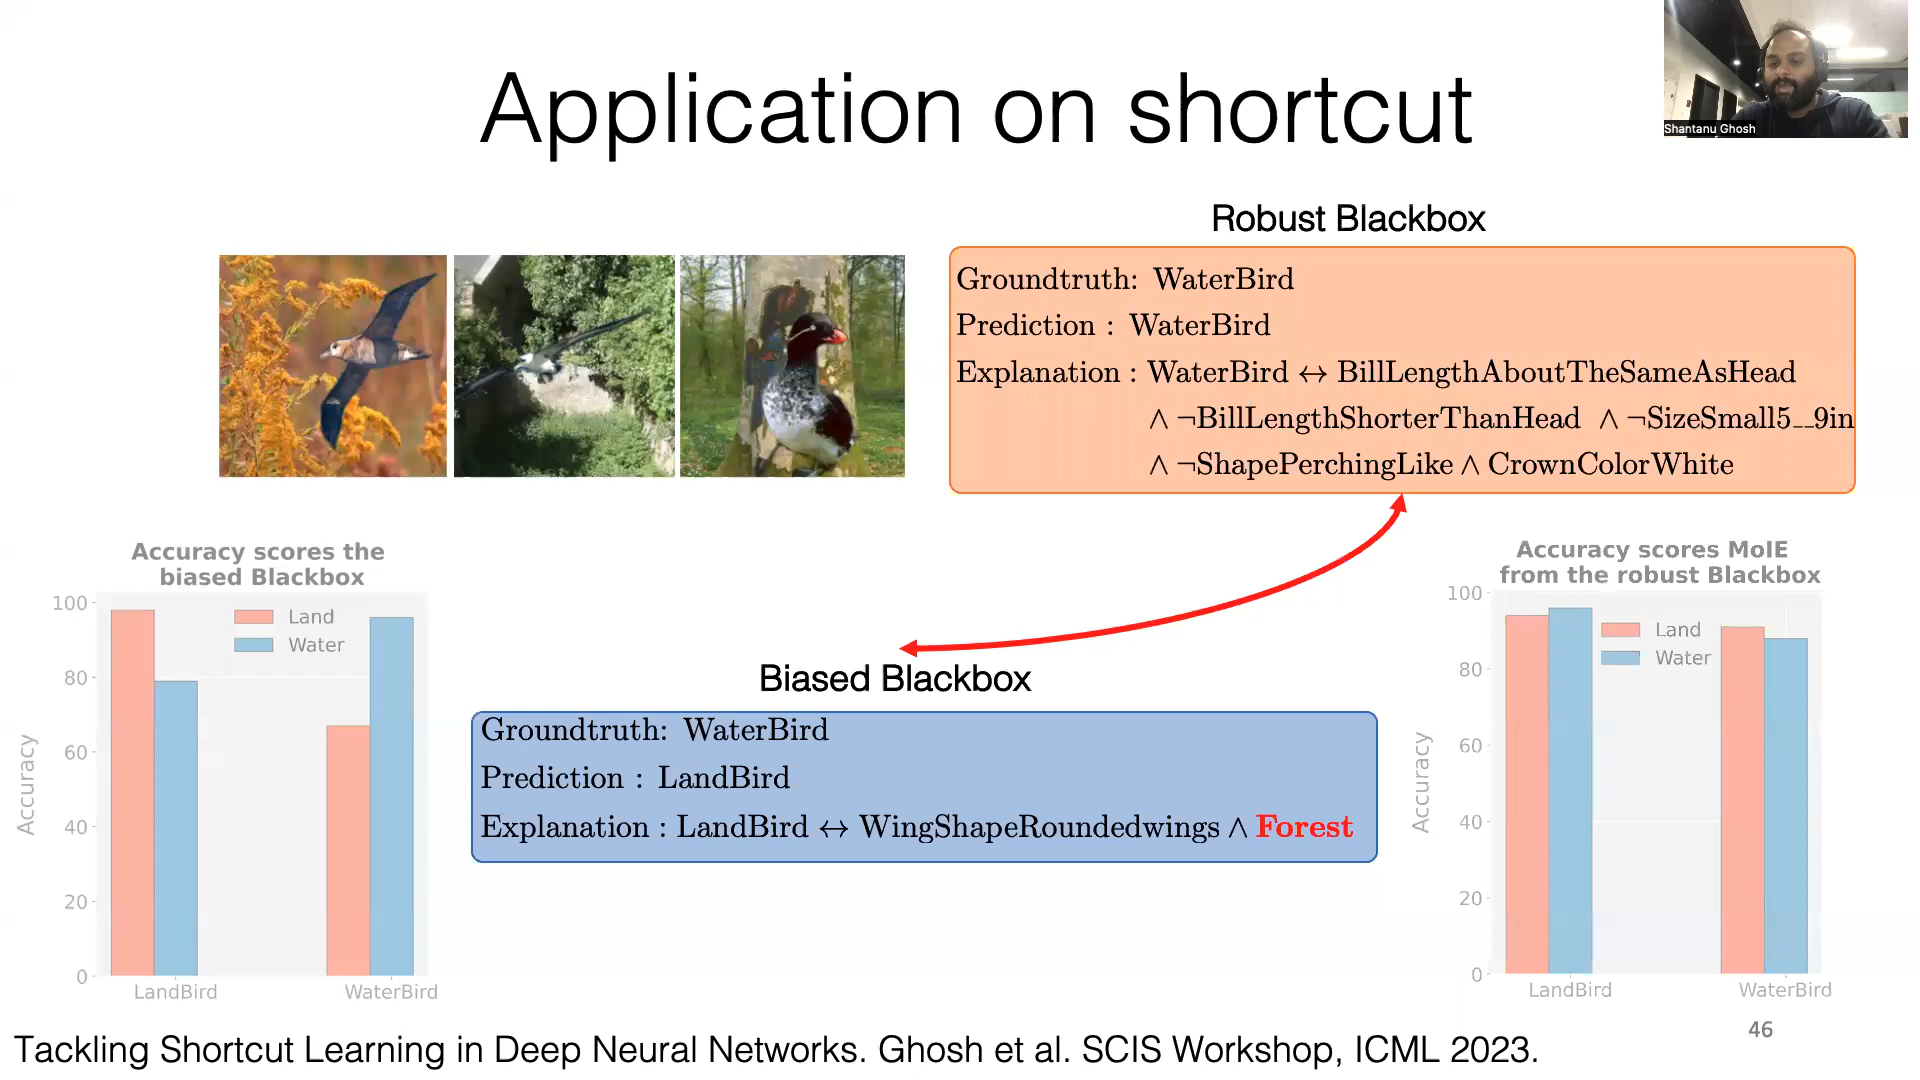 Application on shortcut
Shantanu Ghosh
Robust Blackbox
Groundtruth: WaterBird
Prediction : WaterBird
Explanation : WaterBird ↔ BillLengthAboutTheSameAsHead
∧ ¬BillLengthShorterThanHead ∧ ¬SizeSmall5__9in
∧ ¬ShapePerchingLike ∧ CrownColorWhite
Accuracy scores the
biased Blackbox
100
80
60
40
20
0
Accuracy
Land
Water
LandBird
WaterBird
Biased Blackbox
Groundtruth: WaterBird
Prediction : LandBird
Explanation : LandBird ↔ WingShapeRoundedwings ∧ Forest
Accuracy scores MoIE
from the robust Blackbox
100
80
60
40
20
0
Accuracy
Land
Water
LandBird
WaterBird
46
Tackling Shortcut Learning in Deep Neural Networks. Ghosh et al. SCIS Workshop, ICML 2023.